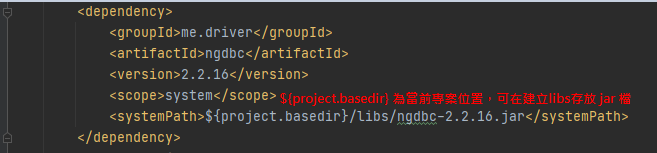 <dependency>
<groupId>me.driver</groupId>
<artifactId>ngdbc</artifactId>
<version>2.2.16</version>
<scope>system</scope> ${project.basedir} 為當前專案位置，可在建立libs存放 jar 檔
<systemPath>${project.basedir}/libs/ngdbc-2.2.16.jar</systemPath>
</dependency>